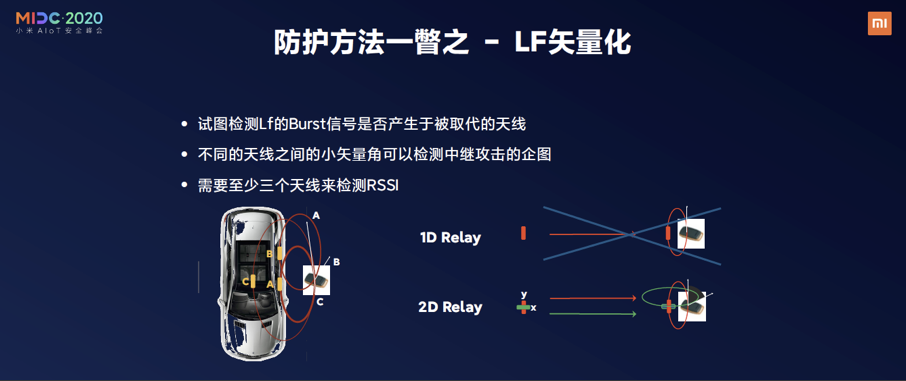 MIDC·2020
小米 AIoT 安全峰会
mi
防护方法一瞥之 - LF矢量化
• 试图检测Lf的Burst信号是否产生于被取代的天线
• 不同的天线之间的小矢量角可以检测中继攻击的企图
• 需要至少三个天线来检测RSSI
A
B
B
C
A
C
1D Relay
2D Relay
y
x